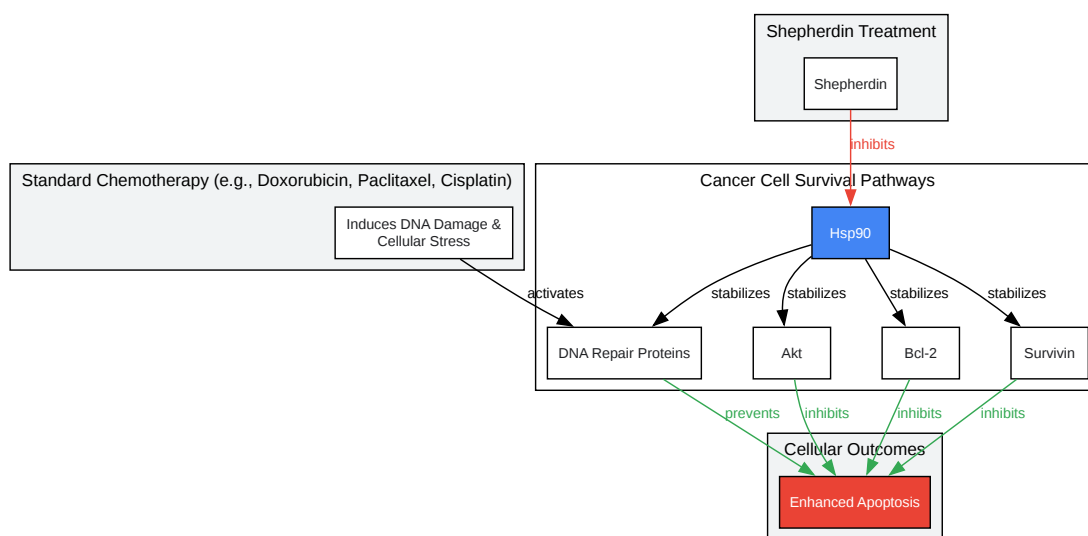 Shepherdin Treatment
Shepherdin
inhibits
Standard Chemotherapy (e.g., Doxorubicin, Paclitaxel, Cisplatin)
Induces DNA Damage &
Cellular Stress
Cancer Cell Survival Pathways
Hsp90
activates
stabilizes
stabilizes
stabilizes
stabilizes
DNA Repair Proteins
Akt
Bcl-2
Survivin
prevents
inhibits
inhibits
inhibits
Cellular Outcomes
Enhanced Apoptosis